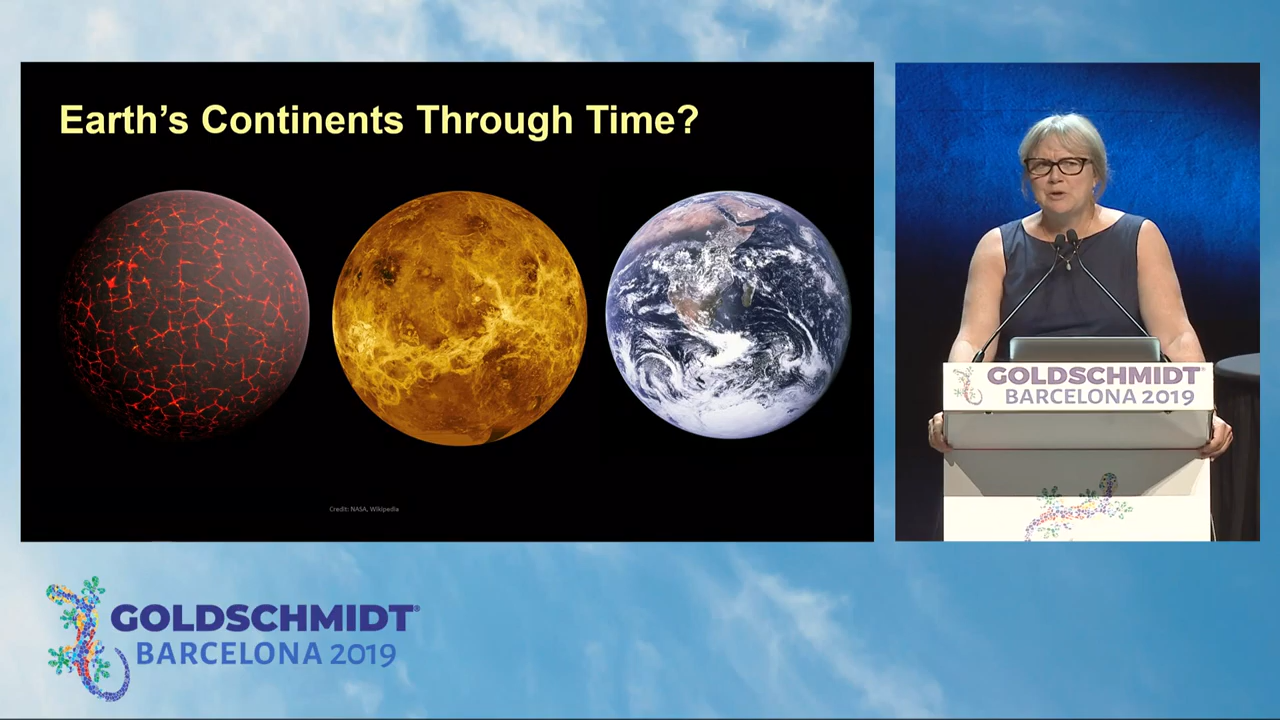 Earth's Continents Through Time?
Credit: NASA, Wikipedia
GOLDSCHMIDT®
BARCELONA 2019
GOLDSCHMIDT®
BARCELONA 2019